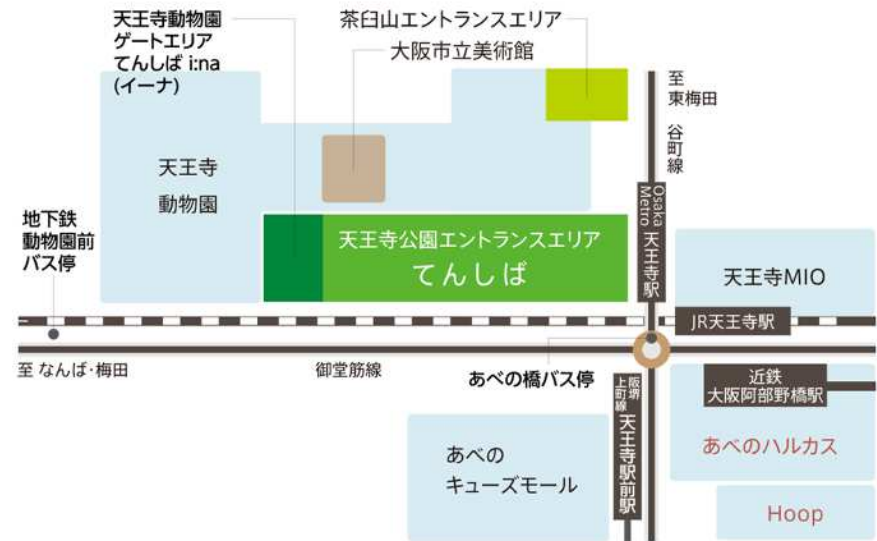 天王寺動物園
ゲートエリア
てんしば i:na
(イーナ)
茶臼山エントランスエリア
大阪市立美術館
至
東梅田
谷町線
天王寺
動物園
地下鉄
動物園前
バス停
Osaka
Metro
天王寺駅
天王寺公園エントランスエリア
てんしば
天王寺MIO
JR天王寺駅
至 なんば・梅田
御堂筋線
あべの橋バス停
阪堺
上町線
天王寺駅前駅
近鉄
大阪阿部野橋駅
あべのハルカス
あべの
キューズモール
Hoop